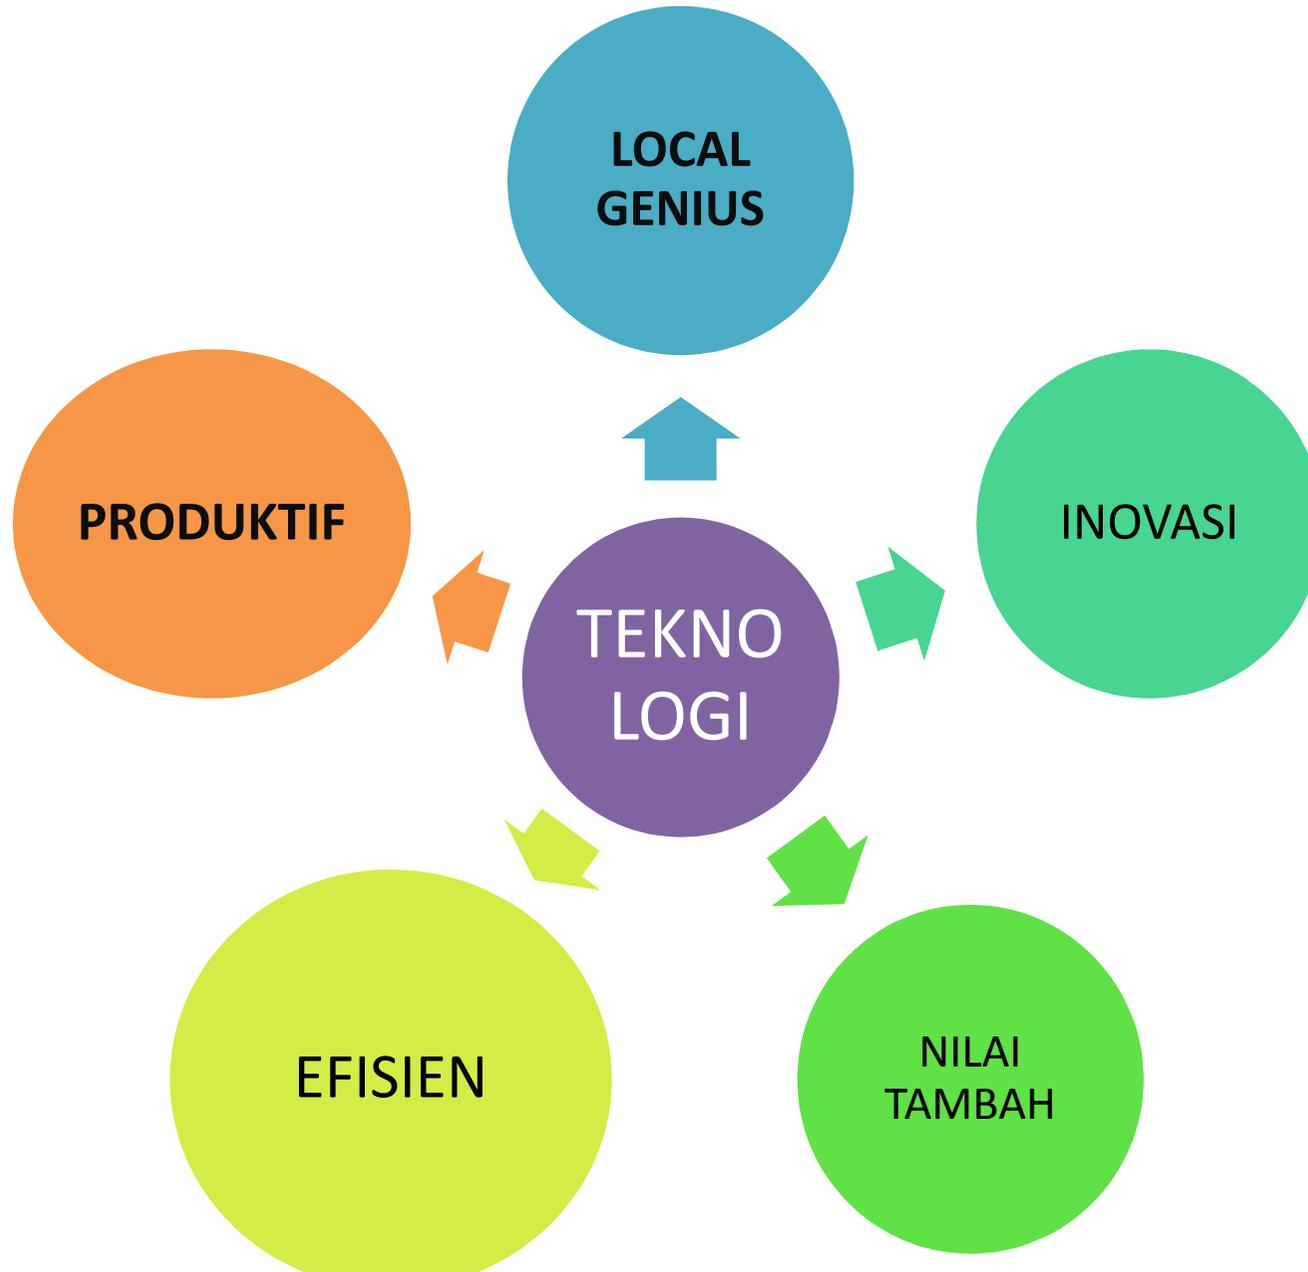 LOCAL
GENIUS
PRODUKTIF
INOVASI
TEKNO
LOGI
EFISIEN
NILAI
TAMBAH